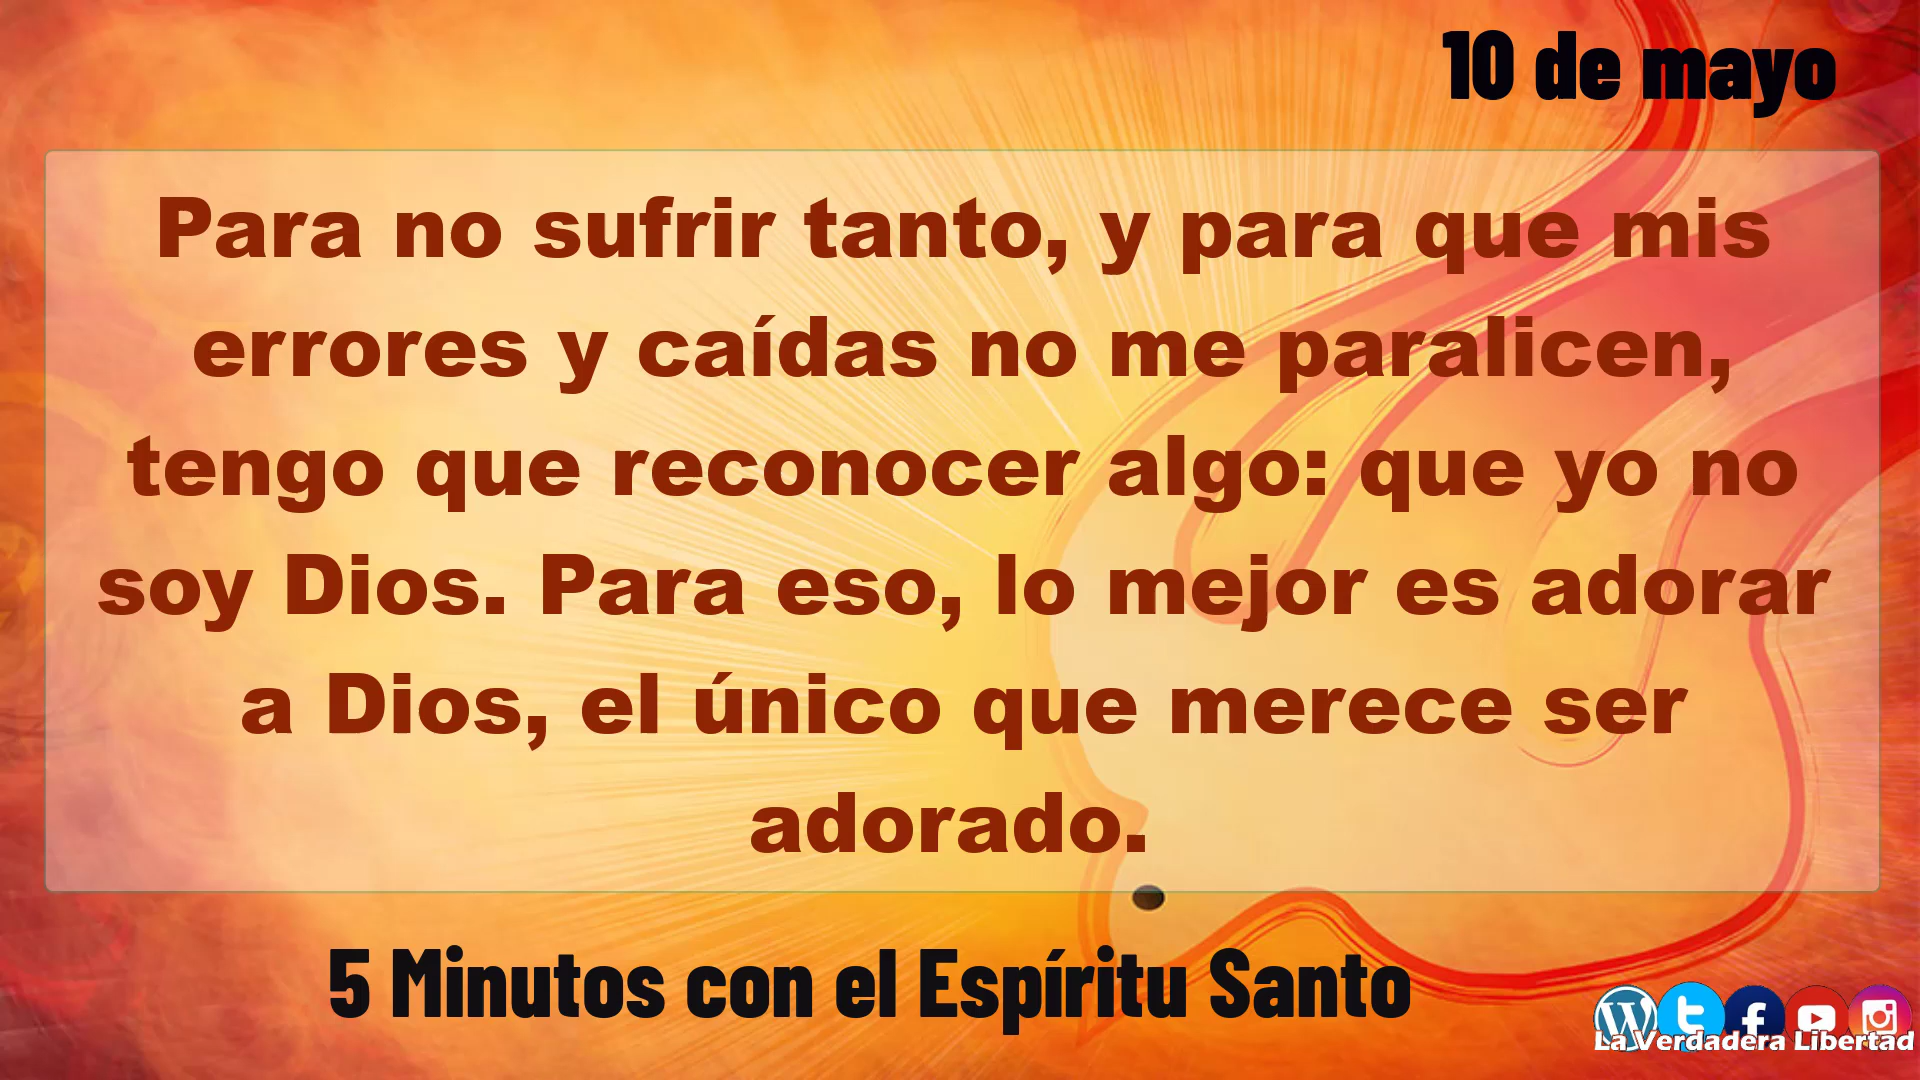 10 de mayo
Para no sufrir tanto, y para que mis
errores y caídas no me paralicen,
tengo que reconocer algo: que yo no
soy Dios. Para eso, lo mejor es adorar
a Dios, el único que merece ser
adorado.
5 Minutos con el Espíritu Santo
La Verdadera Libertad